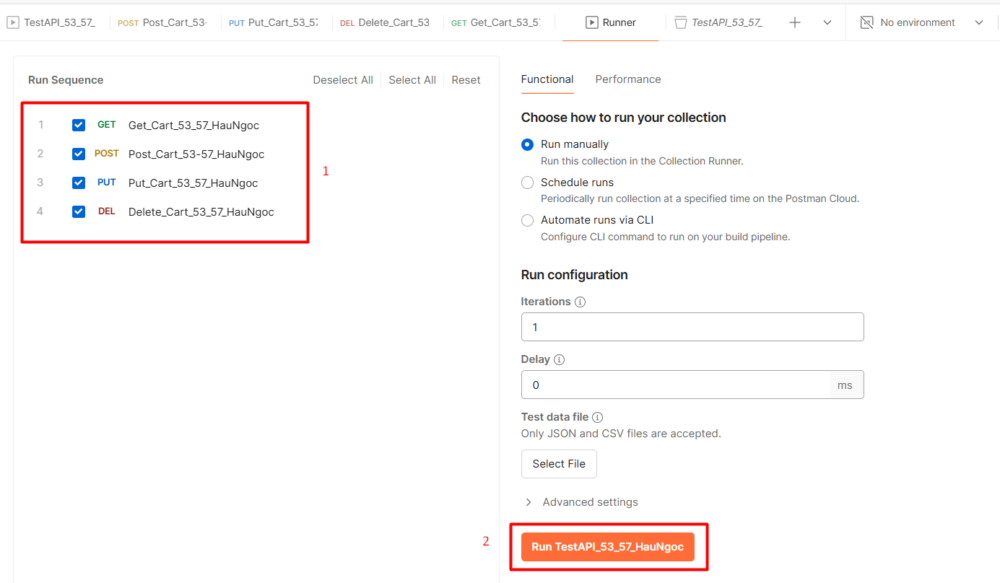 TestAPI_53_57_
POST Post_Cart_53-
PUT Put_Cart_53_57
DEL Delete_Cart_53
GET Get_Cart_53_57
Runner
TestAPI_53_57_
No environment
Run Sequence
Deselect All
Select All
Reset
1 GET Get_Cart_53_57_HauNgoc
2 POST Post_Cart_53-57_HauNgoc
3 PUT Put_Cart_53_57_HauNgoc
4 DEL Delete_Cart_53_57_HauNgoc
1
Functional
Performance
Choose how to run your collection
Run manually
Run this collection in the Collection Runner.
Schedule runs
Periodically run collection at a specified time on the Postman Cloud.
Automate runs via CLI
Configure CLI command to run on your build pipeline.
Run configuration
Iterations
1
Delay
0
ms
Test data file
Only JSON and CSV files are accepted.
Select File
Advanced settings
2
Run TestAPI_53_57_HauNgoc